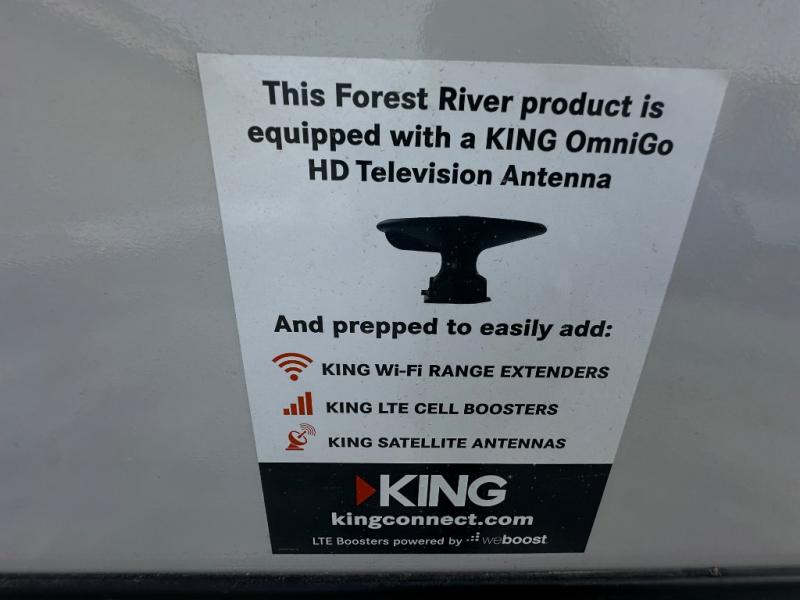 This Forest River product is
equipped with a KING OmniGo
HD Television Antenna
And prepped to easily add:
KING Wi-Fi RANGE EXTENDERS
KING LTE CELL BOOSTERS
KING SATELLITE ANTENNAS
KING
kingconnect.com
LTE Boosters powered by weboost